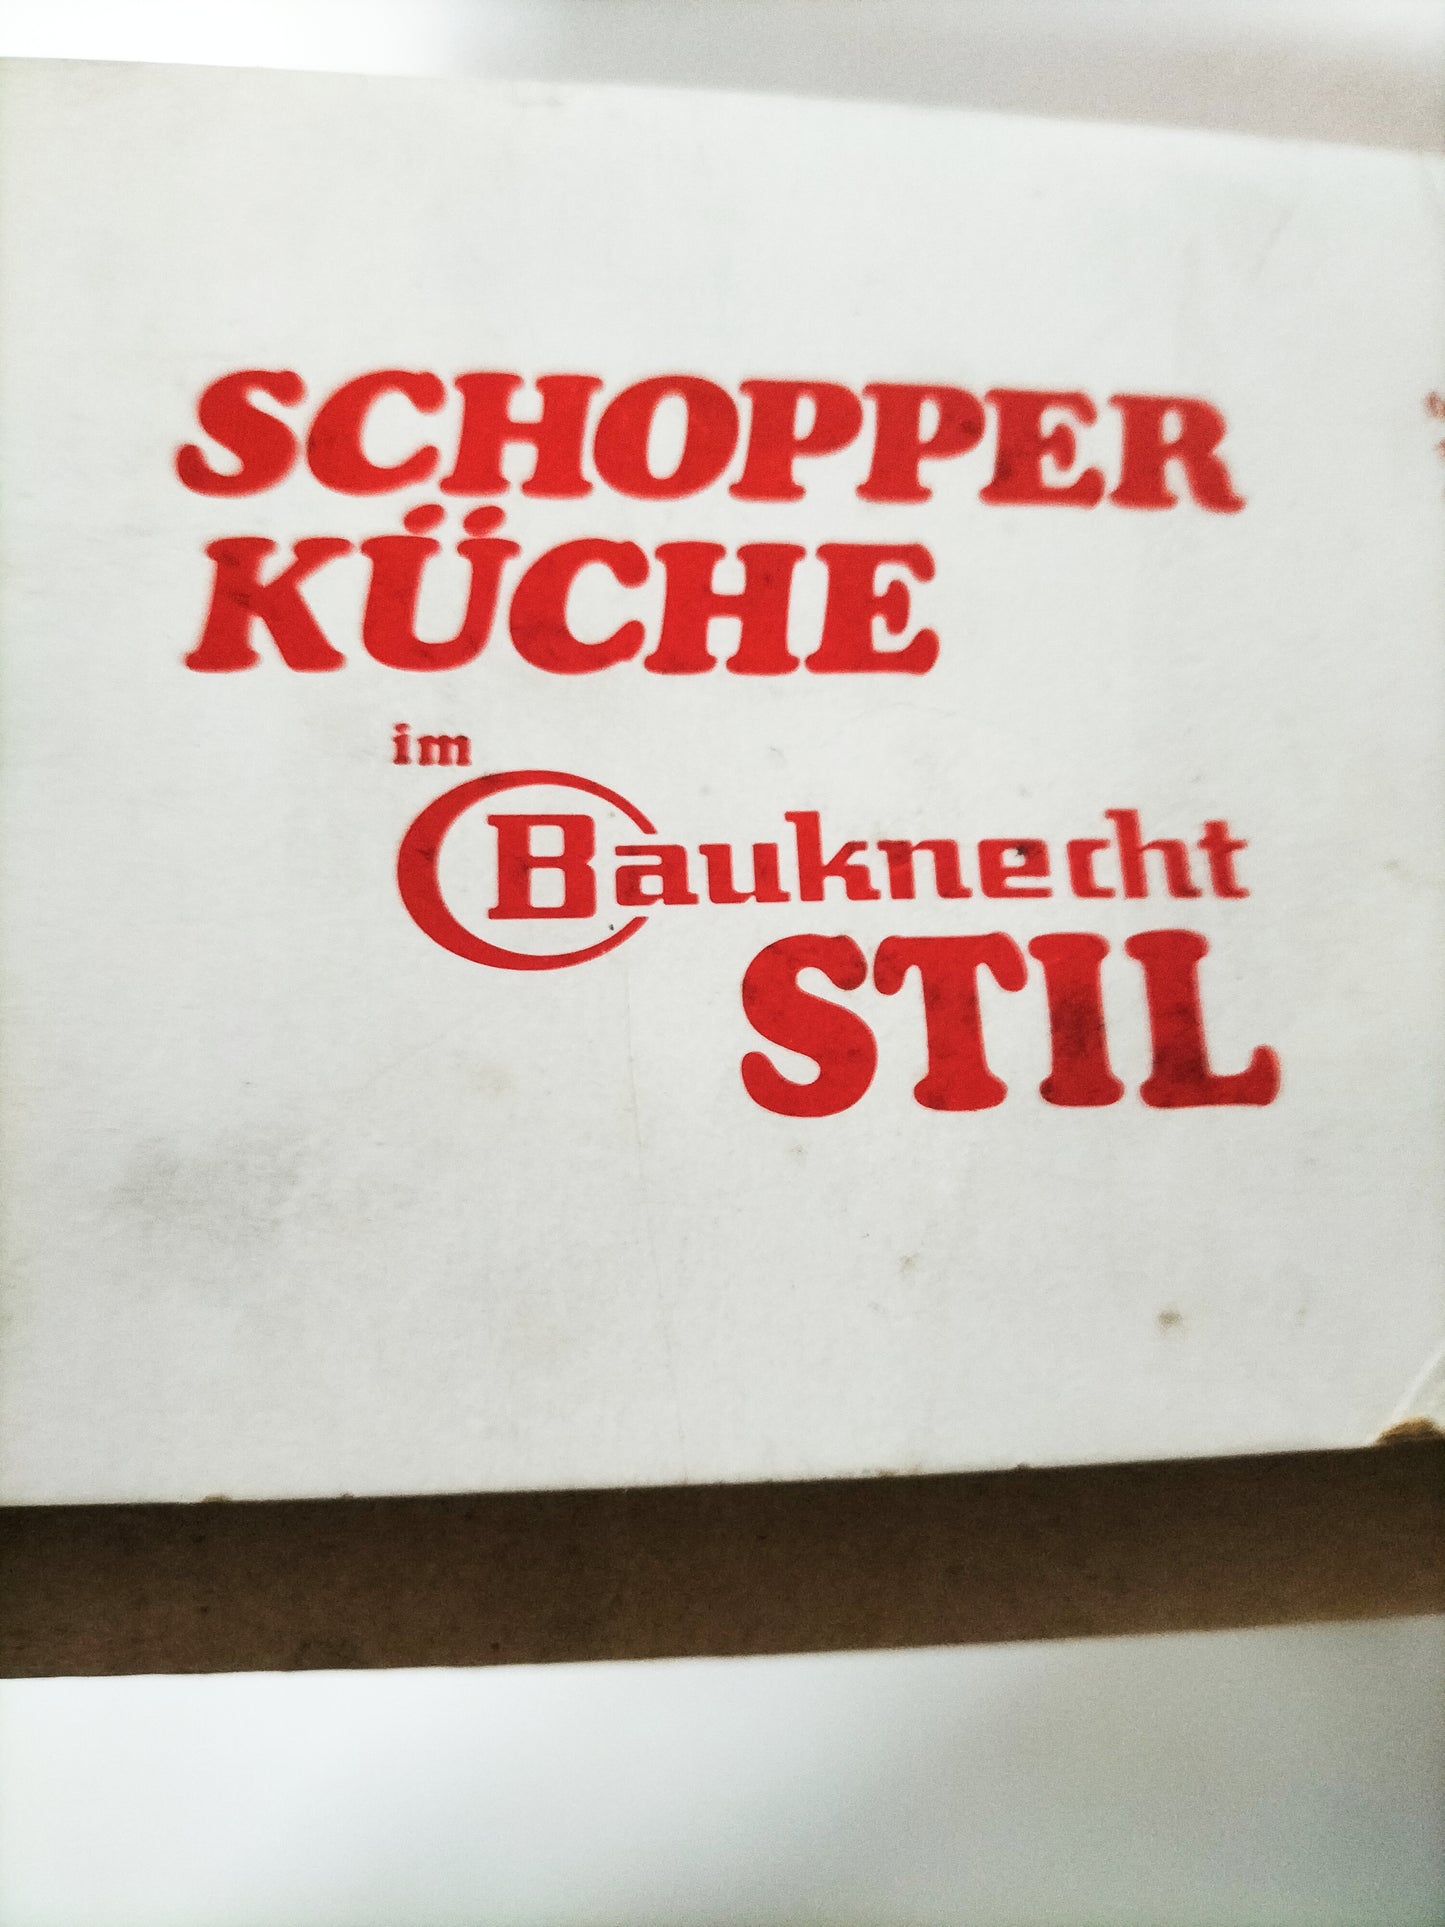 SCHOPPER
KÜCHE
im
Bauknecht
STIL